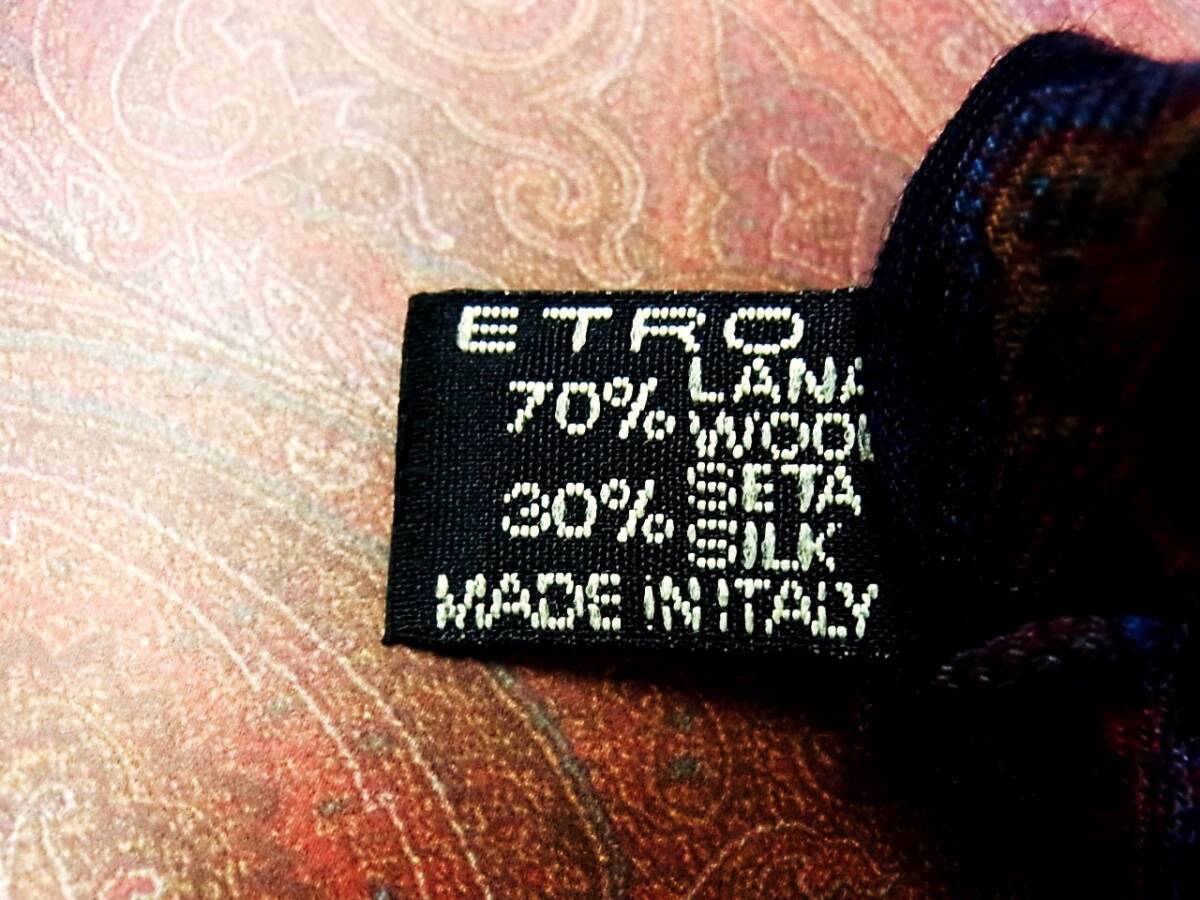 ETRO
70% LANA
WOOL
30% SETA
SILK
MADE IN ITALY